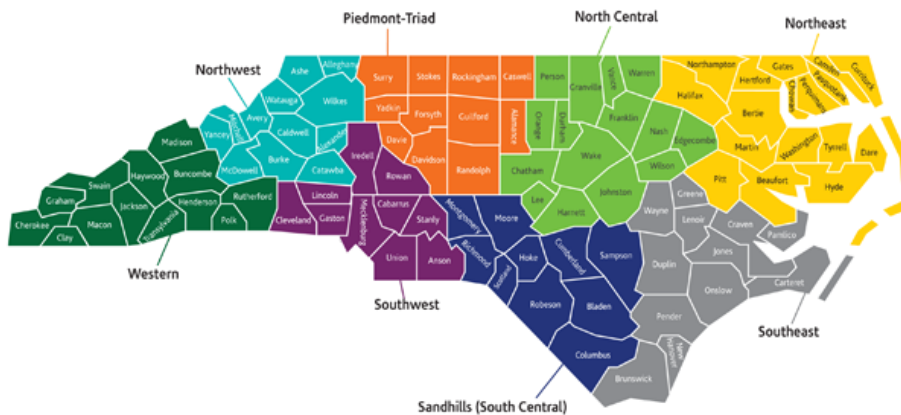 Piedmont-Triad
North Central
Northeast
Northwest
Western
Southwest
Sandhills (South Central)
Southeast
Ashe
Alleghany
Watauga
Wilkes
Avery
Mitchell
Yancey
Caldwell
Alexander
McDowell
Burke
Catawba
Surry
Stokes
Rockingham
Caswell
Yadkin
Forsyth
Guilford
Alamance
Davie
Davidson
Randolph
Person
Granville
Vance
Warren
Orange
Durham
Franklin
Nash
Edgecombe
Wake
Wilson
Chatham
Lee
Harnett
Johnston
Northampton
Gates
Camden
Currituck
Hertford
Pasquotank
Perquimans
Chowan
Halifax
Bertie
Martin
Washington
Tyrrell
Dare
Pitt
Beaufort
Hyde
Madison
Haywood
Buncombe
Swain
Graham
Jackson
Henderson
Rutherford
Cherokee
Macon
Transylvania
Polk
Clay
Iredell
Rowan
Cleveland
Lincoln
Gaston
Mecklenburg
Cabarrus
Stanly
Union
Anson
Montgomery
Moore
Richmond
Scotland
Hoke
Cumberland
Sampson
Robeson
Bladen
Columbus
Wayne
Greene
Lenoir
Craven
Pamlico
Jones
Duplin
Onslow
Carteret
Pender
New Hanover
Brunswick